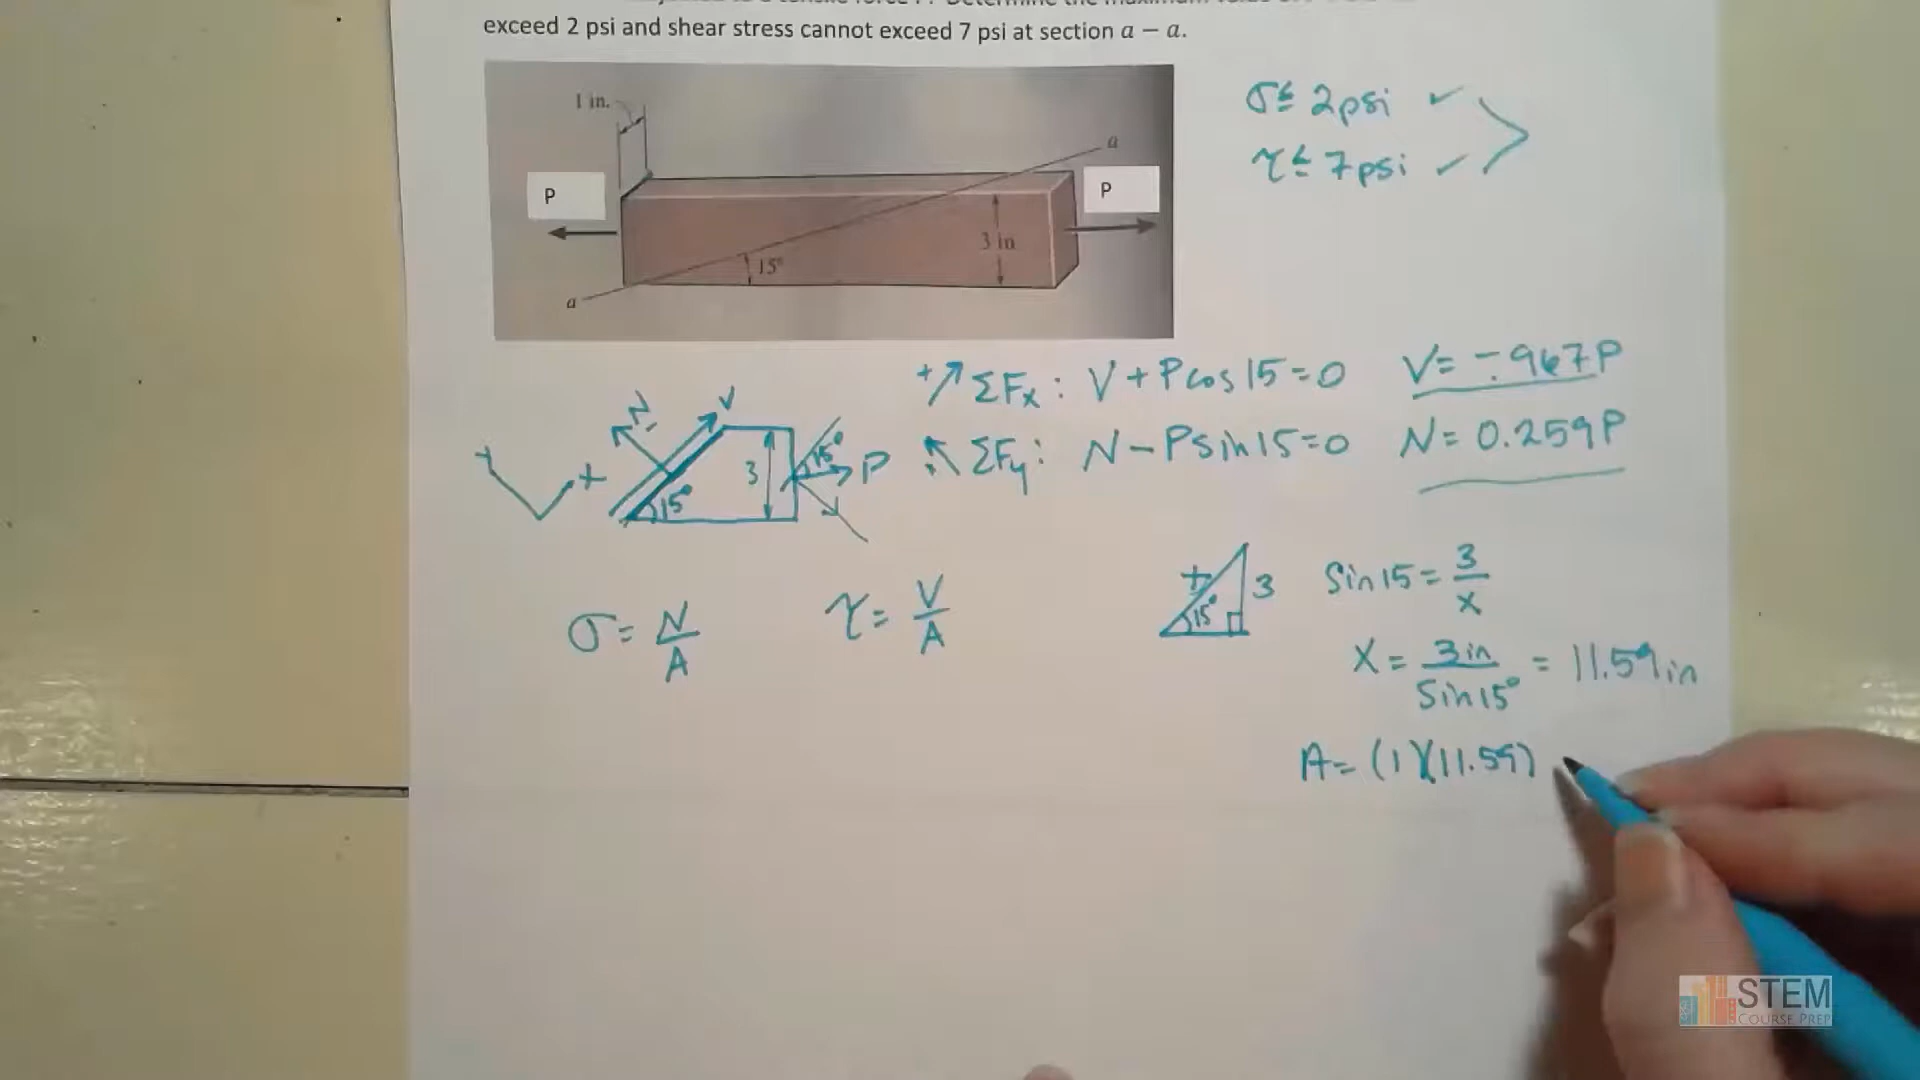 exceed 2 psi and shear stress cannot exceed 7 psi at section a − a.
1 in.
P
P
a
3 in
15°
a
σ ≤ 2psi ✓
τ ≤ 7psi ✓
+↗ ΣFx : V + Pcos15 = 0 V = -.967P
↖ ΣFy : N - Psin15 = 0 N = 0.259P
N
V
15°
3
P
15°
+
σ = N/A
τ = V/A
3
15°
Sin15 = 3/x
X = 3in/Sin15° = 11.59in
A = (1)(11.59)
STEM
COURSE PREP